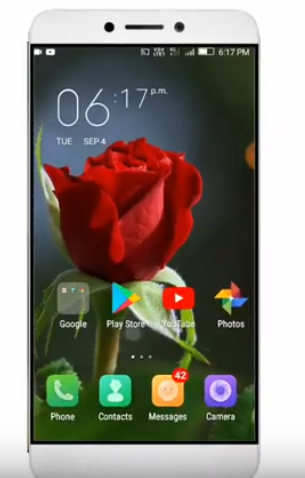 6:17 PM
06:17 p.m.
TUE SEP 4
Google Play Store YouTube Photos
42
Phone Contacts Messages Camera